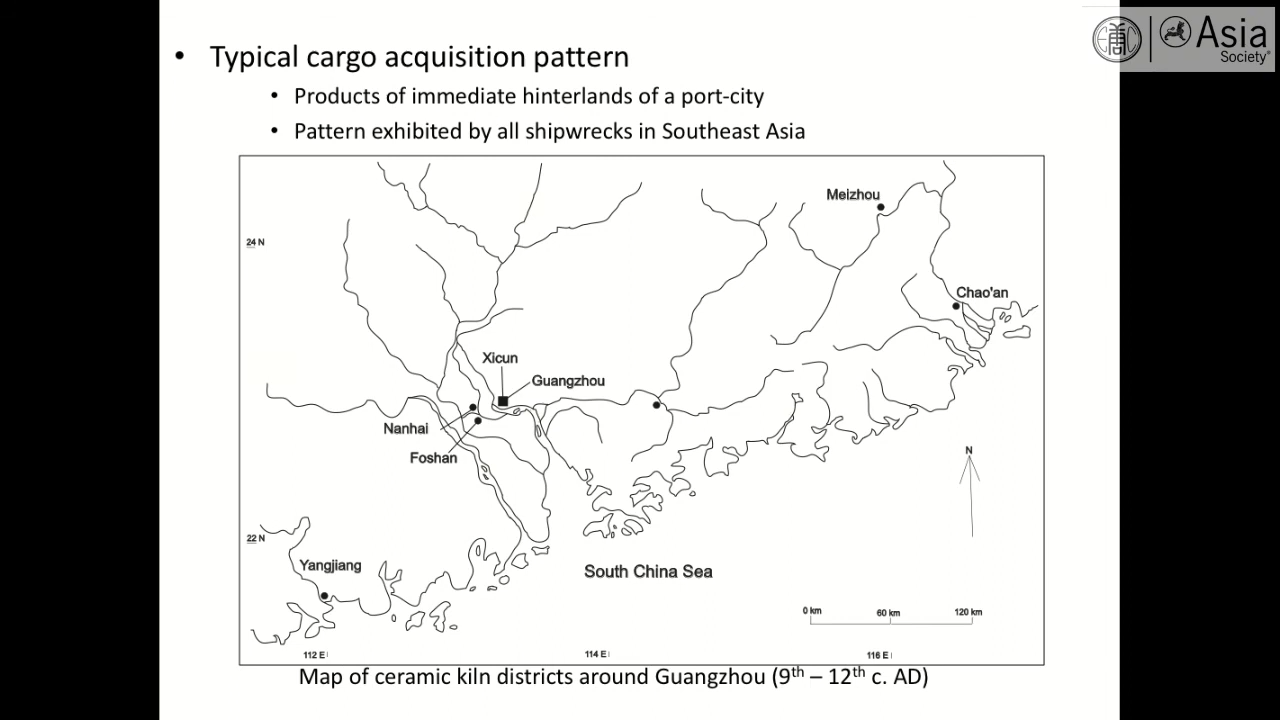 • Typical cargo acquisition pattern
Asia
Society
• Products of immediate hinterlands of a port-city
• Pattern exhibited by all shipwrecks in Southeast Asia
Meizhou
24 N
Chao'an
Xicun
Guangzhou
Nanhai
Foshan
N
22 N
Yangjiang
South China Sea
0 km 60 km 120 km
112 E 114 E 116 E
Map of ceramic kiln districts around Guangzhou (9th – 12th c. AD)